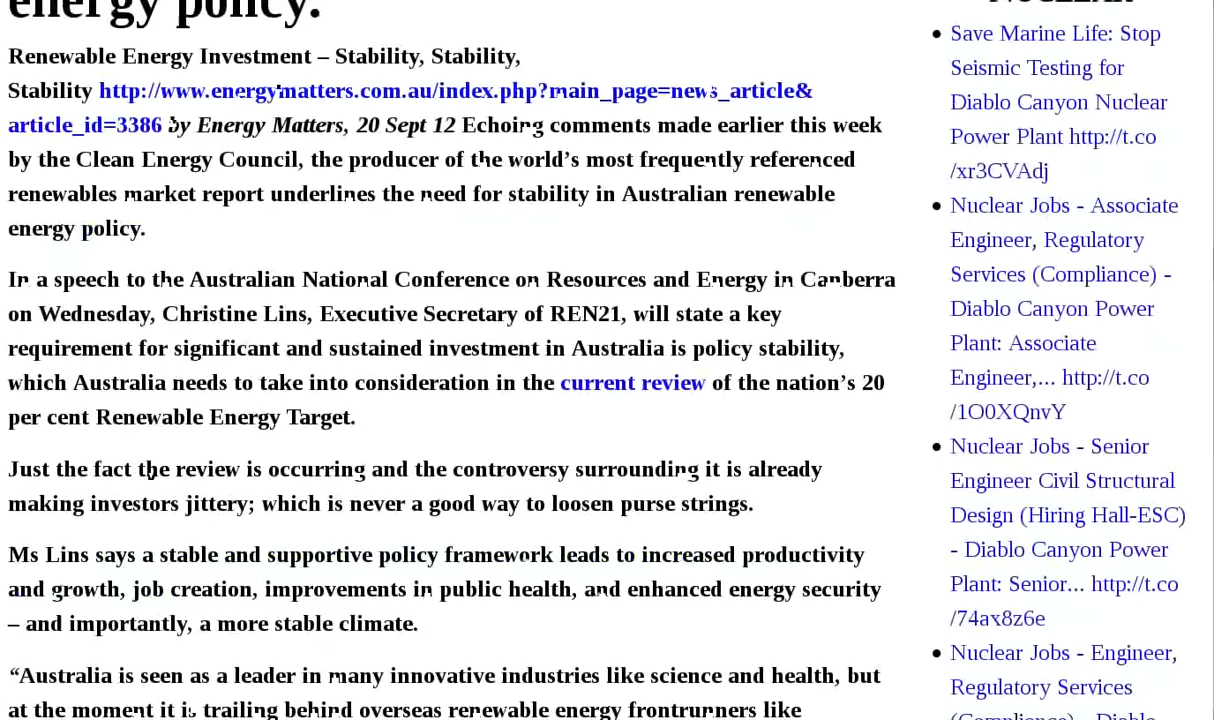 energy policy.
Renewable Energy Investment – Stability, Stability,
Stability http://www.energymatters.com.au/index.php?main_page=news_article&
article_id=3386 by Energy Matters, 20 Sept 12 Echoing comments made earlier this week
by the Clean Energy Council, the producer of the world’s most frequently referenced
renewables market report underlines the need for stability in Australian renewable
energy policy.
In a speech to the Australian National Conference on Resources and Energy in Canberra
on Wednesday, Christine Lins, Executive Secretary of REN21, will state a key
requirement for significant and sustained investment in Australia is policy stability,
which Australia needs to take into consideration in the current review of the nation’s 20
per cent Renewable Energy Target.
Just the fact the review is occurring and the controversy surrounding it is already
making investors jittery; which is never a good way to loosen purse strings.
Ms Lins says a stable and supportive policy framework leads to increased productivity
and growth, job creation, improvements in public health, and enhanced energy security
– and importantly, a more stable climate.
“Australia is seen as a leader in many innovative industries like science and health, but
at the moment it is trailing behind overseas renewable energy frontrunners like
NUCLEAR
Save Marine Life: Stop
Seismic Testing for
Diablo Canyon Nuclear
Power Plant http://t.co
/xr3CVAdj
Nuclear Jobs - Associate
Engineer, Regulatory
Services (Compliance) -
Diablo Canyon Power
Plant: Associate
Engineer,... http://t.co
/1O0XQnvY
Nuclear Jobs - Senior
Engineer Civil Structural
Design (Hiring Hall-ESC)
- Diablo Canyon Power
Plant: Senior... http://t.co
/74ax8z6e
Nuclear Jobs - Engineer,
Regulatory Services
(Compliance) - Diablo